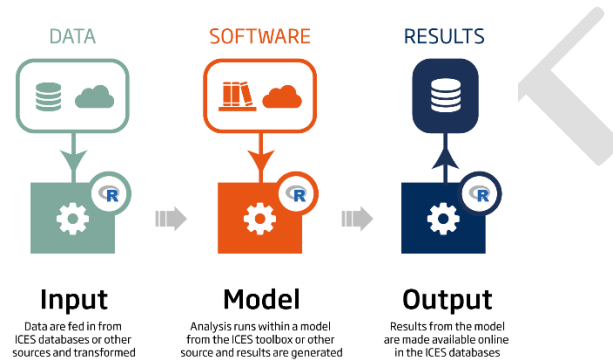 DATA
SOFTWARE
RESULTS
R
R
R
Input
Data are fed in from
ICES databases or other
sources and transformed
Model
Analysis runs within a model
from the ICES toolbox or other
source and results are generated
Output
Results from the model
are made available online
in the ICES databases